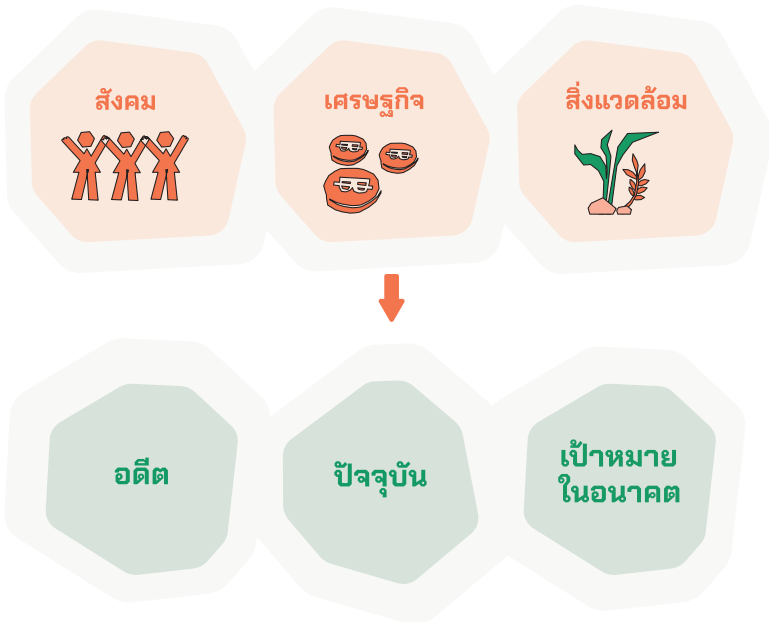 สังคม
เศรษฐกิจ
สิ่งแวดล้อม
อดีต
ปัจจุบัน
เป้าหมาย
ในอนาคต